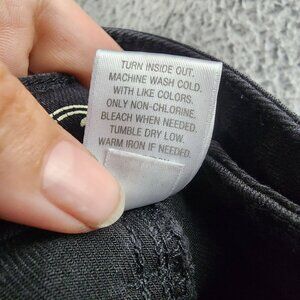 TURN INSIDE OUT.
MACHINE WASH COLD.
WITH LIKE COLORS.
ONLY NON-CHLORINE.
BLEACH WHEN NEEDED.
TUMBLE DRY LOW.
WARM IRON IF NEEDED.